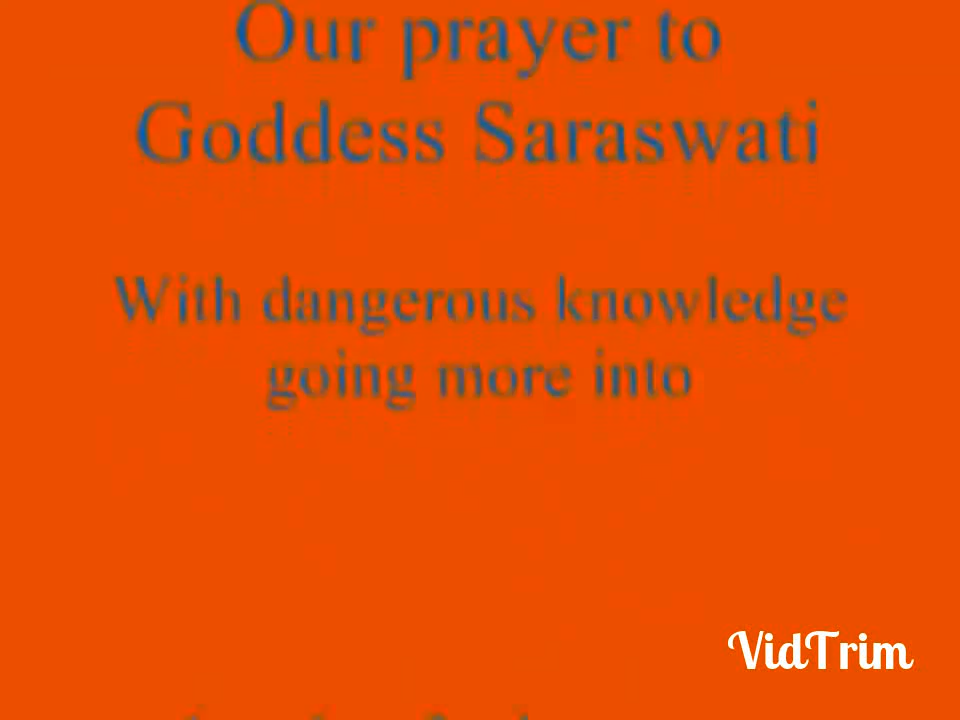 Our prayer to
Goddess Saraswati
With dangerous knowledge
going more into
VidTrim